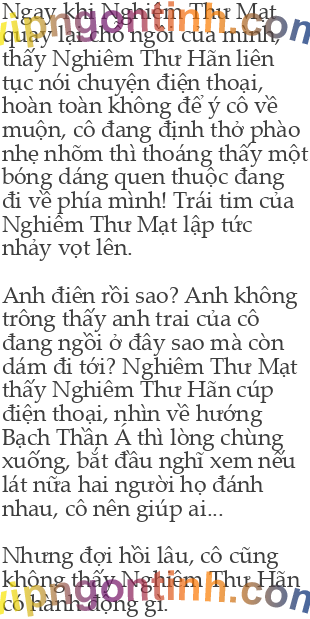 Ngay khi Nghiêm Thư Mạt
quay lại chỗ ngồi của mình,
thấy Nghiêm Thư Hãn liên
tục nói chuyện điện thoại,
hoàn toàn không để ý cô về
muộn, cô đang định thở phào
nhẹ nhõm thì thoáng thấy một
bóng dáng quen thuộc đang
đi về phía mình! Trái tim của
Nghiêm Thư Mạt lập tức
nhảy vọt lên.
Anh điên rồi sao? Anh không
trông thấy anh trai của cô
đang ngồi ở đây sao mà còn
dám đi tới? Nghiêm Thư Mạt
thấy Nghiêm Thư Hãn cúp
điện thoại, nhìn về hướng
Bạch Thần Á thì lòng chùng
xuống, bắt đầu nghĩ xem nếu
lát nữa hai người họ đánh
nhau, cô nên giúp ai...
Nhưng đợi hồi lâu, cô cũng
không thấy Nghiêm Thư Hãn
có hành động gì.
vipngontinh.com